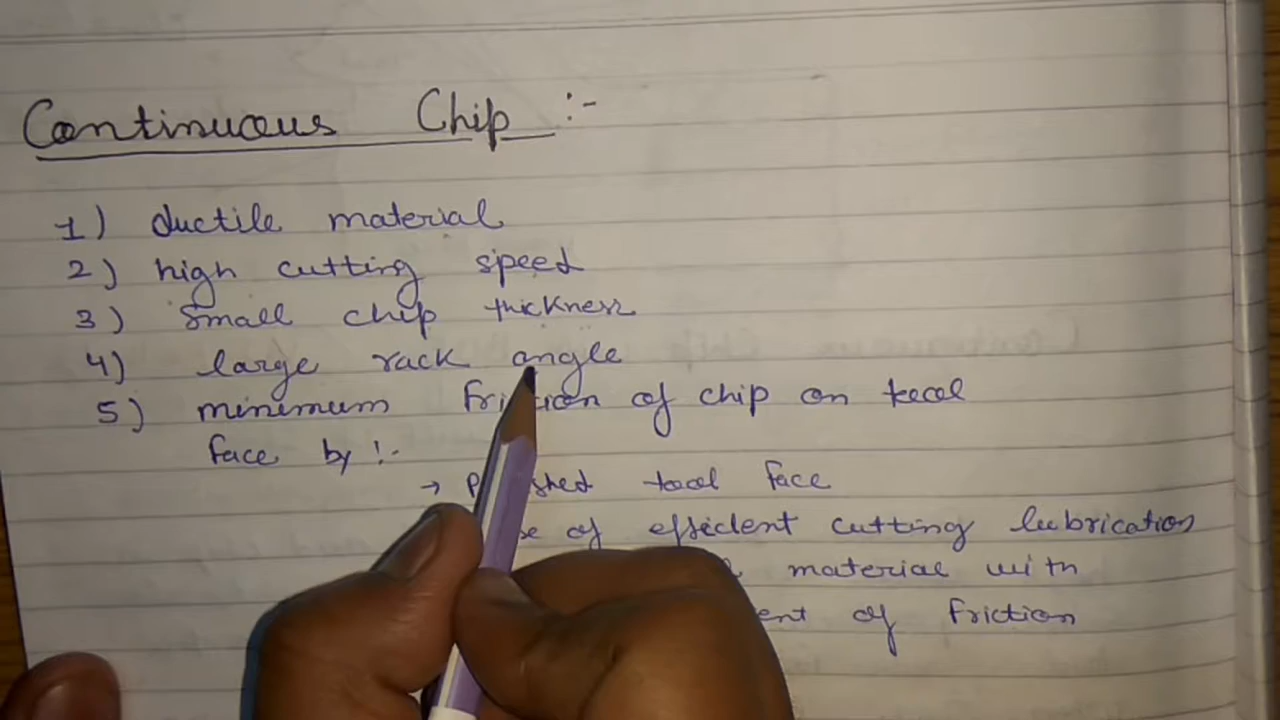 Continuous Chip :-
1) ductile material
2) high cutting speed
3) small chip thickness
4) large rack angle
5) minimum friction of chip on tool
face by :-
→ tool face
of efficient cutting lubrication
material with
of friction